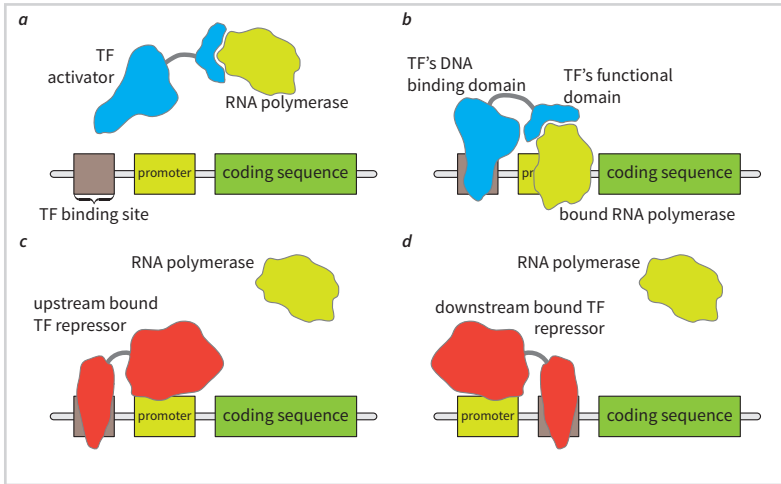 a
TF
activator
RNA polymerase
promoter
coding sequence
TF binding site
b
TF's DNA
binding domain
TF's functional
domain
pr
coding sequence
bound RNA polymerase
c
RNA polymerase
upstream bound
TF repressor
promoter
coding sequence
d
RNA polymerase
downstream bound TF
repressor
promoter
coding sequence